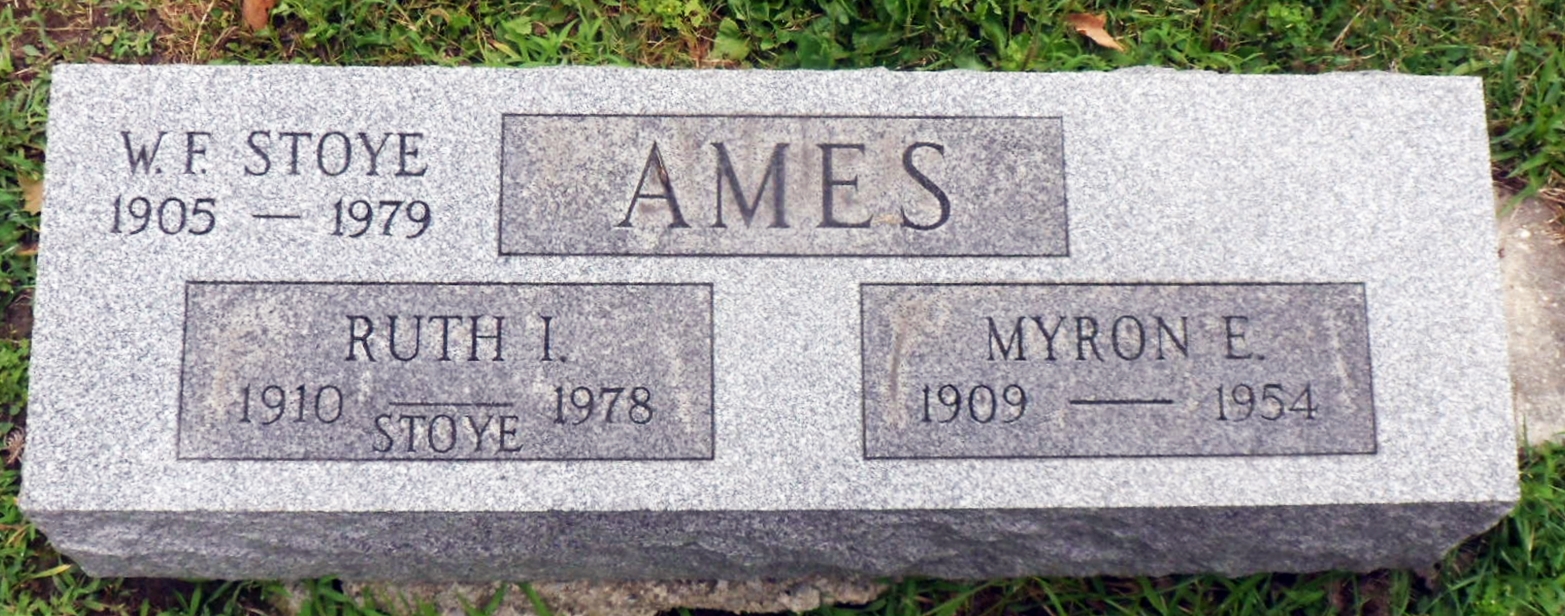 W. F. STOYE
1905 — 1979
AMES
RUTH I.
1910 — 1978
STOYE
MYRON E.
1909 — 1954